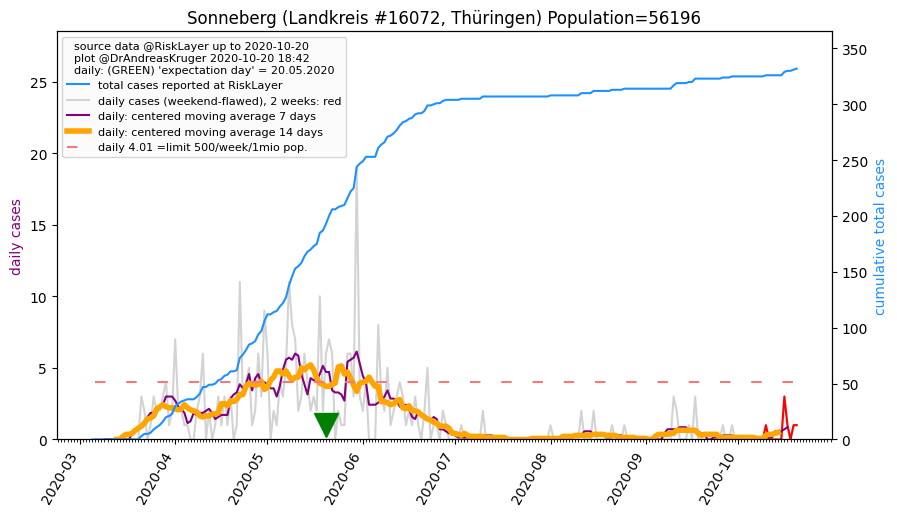 Sonneberg (Landkreis #16072, Thüringen) Population=56196
source data @RiskLayer up to 2020-10-20
plot @DrAndreasKruger 2020-10-20 18:42
daily: (GREEN) 'expectation day' = 20.05.2020
total cases reported at RiskLayer
daily cases (weekend-flawed), 2 weeks: red
daily: centered moving average 7 days
daily: centered moving average 14 days
daily 4.01 =limit 500/week/1mio pop.
daily cases
25
20
15
10
5
0
cumulative total cases
350
300
250
200
150
100
50
0
2020-03
2020-04
2020-05
2020-06
2020-07
2020-08
2020-09
2020-10